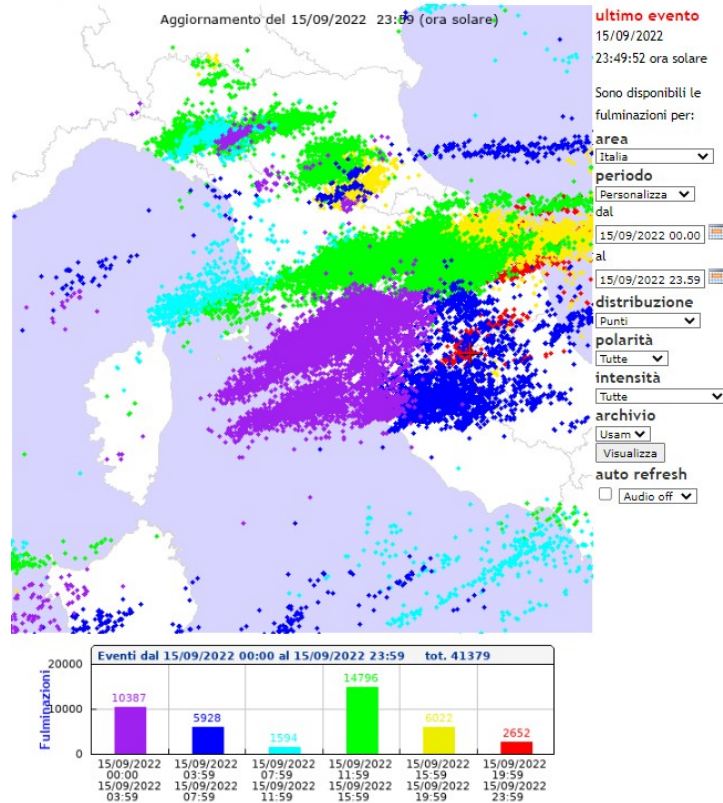 Aggiornamento del 15/09/2022 23:59 (ora solare)
ultimo evento
15/09/2022
23:49:52 ora solare
Sono disponibili le
fulminazioni per:
area
Italia
periodo
Personalizza
dal
15/09/2022 00.00
al
15/09/2022 23.59
distribuzione
Punti
polarità
Tutte
intensità
Tutte
archivio
Usam
Visualizza
auto refresh
Audio off
Eventi dal 15/09/2022 00:00 al 15/09/2022 23:59 tot. 41379
Fulminazioni
20000
10000
0
10387
5928
1594
14796
6022
2652
15/09/2022 15/09/2022 15/09/2022 15/09/2022 15/09/2022 15/09/2022
00:00 03:59 07:59 11:59 15:59 19:59
15/09/2022 15/09/2022 15/09/2022 15/09/2022 15/09/2022 15/09/2022
03:59 07:59 11:59 15:59 19:59 23:59